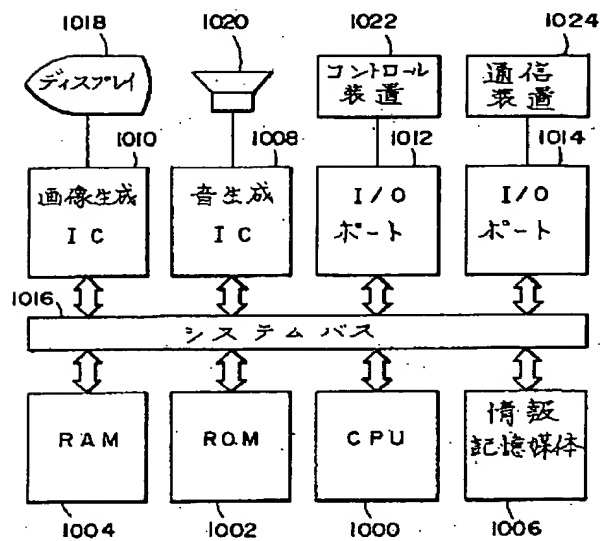 1018
1020
1022
1024
ディスプレイ
コントロール
装置
通信
装置
1010
1008
1012
1014
画像生成
IC
音生成
IC
I/O
ポート
I/O
ポート
1016
システムバス
RAM
ROM
CPU
情報
記憶媒体
1004
1002
1000
1006